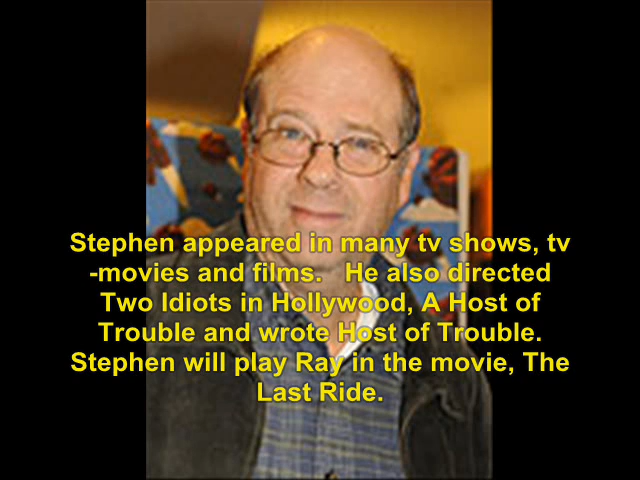 Stephen appeared in many tv shows, tv
-movies and films.   He also directed
Two Idiots in Hollywood, A Host of
Trouble and wrote Host of Trouble.
Stephen will play Ray in the movie, The
Last Ride.